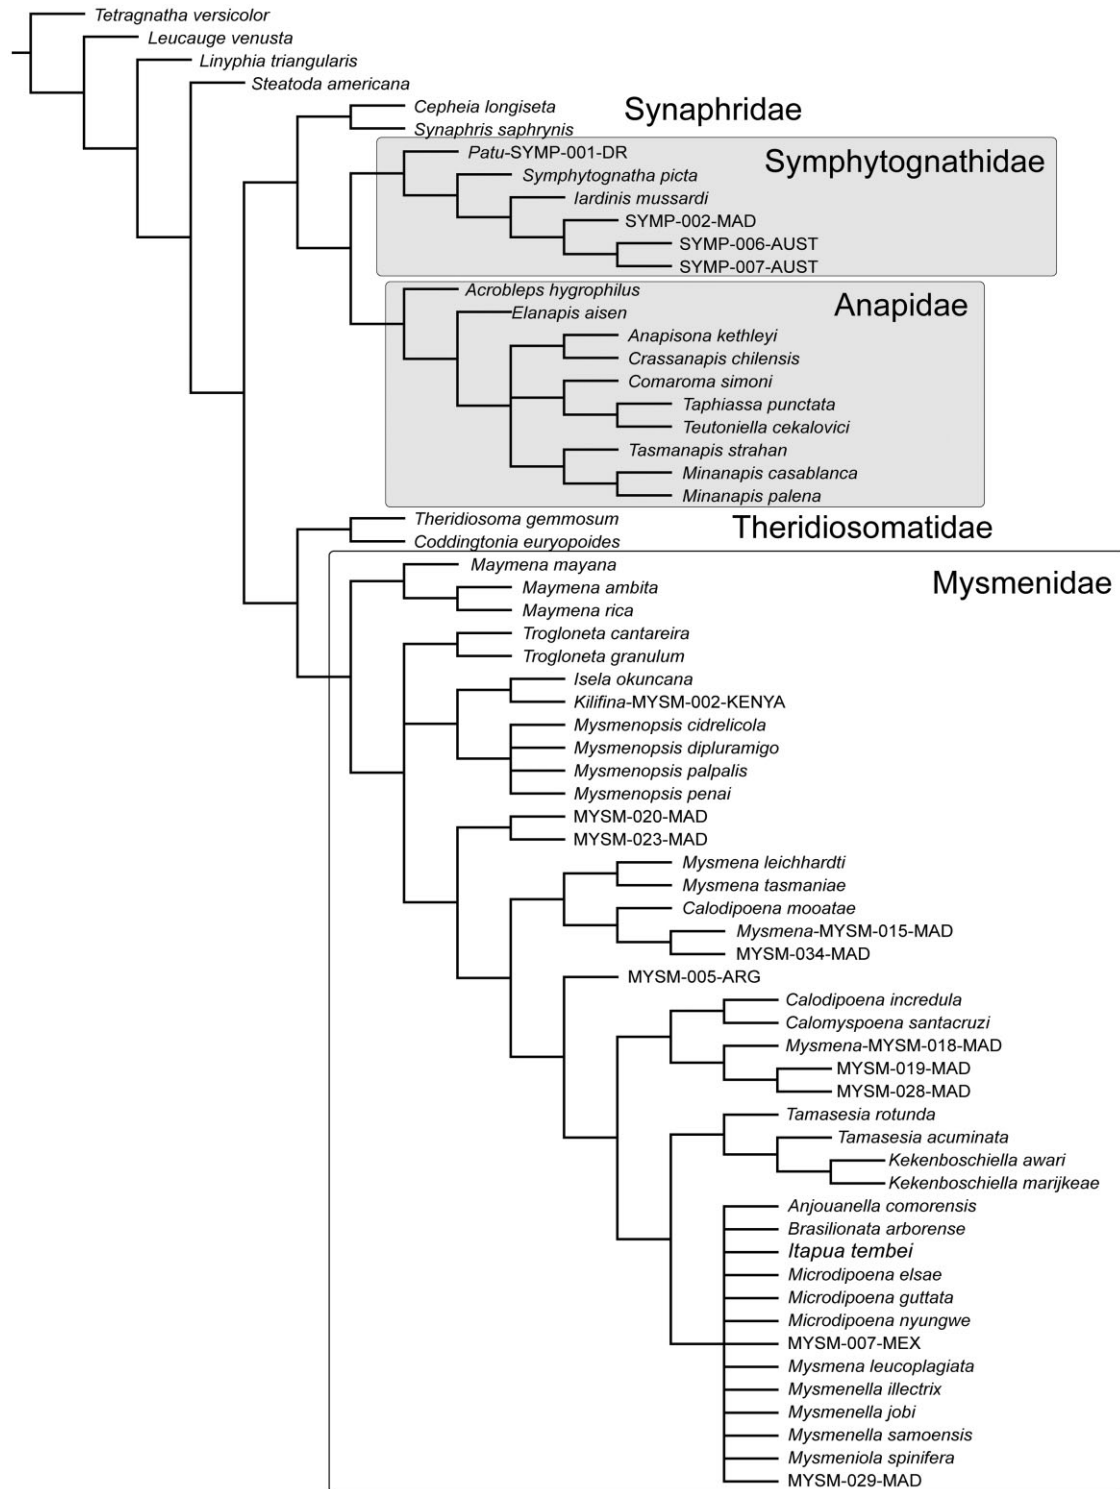 Tetragnatha versicolor
Leucauge venusta
Linyphia triangularis
Steatoda americana
Cepheia longiseta
Synaphridae
Synaphris saphrynis
Patu-SYMP-001-DR
Symphytognathidae
Symphytognatha picta
Iardinis mussardi
SYMP-002-MAD
SYMP-006-AUST
SYMP-007-AUST
Acrobleps hygrophilus
Anapidae
Elanapis aisen
Anapisona kethleyi
Crassanapis chilensis
Comaroma simoni
Taphiassa punctata
Teutoniella cekalovici
Tasmanapis strahan
Minanapis casablanca
Minanapis palena
Theridiosoma gemmosum
Theridiosomatidae
Coddingtonia euryopoides
Maymena mayana
Mysmenidae
Maymena ambita
Maymena rica
Trogloneta cantareira
Trogloneta granulum
Isela okuncana
Kilifina-MYSM-002-KENYA
Mysmenopsis cidrelicola
Mysmenopsis dipluramigo
Mysmenopsis palpalis
Mysmenopsis penai
MYSM-020-MAD
MYSM-023-MAD
Mysmena leichhardti
Mysmena tasmaniae
Calodipoena mooatae
Mysmena-MYSM-015-MAD
MYSM-034-MAD
MYSM-005-ARG
Calodipoena incredula
Calomyspoena santacruzi
Mysmena-MYSM-018-MAD
MYSM-019-MAD
MYSM-028-MAD
Tamasesia rotunda
Tamasesia acuminata
Kekenboschiella awari
Kekenboschiella marijkeae
Anjouanella comorensis
Brasilionata arborense
Itapua tembei
Microdipoena elsae
Microdipoena guttata
Microdipoena nyungwe
MYSM-007-MEX
Mysmena leucoplagiata
Mysmenella illectrix
Mysmenella jobi
Mysmenella samoensis
Mysmeniola spinifera
MYSM-029-MAD